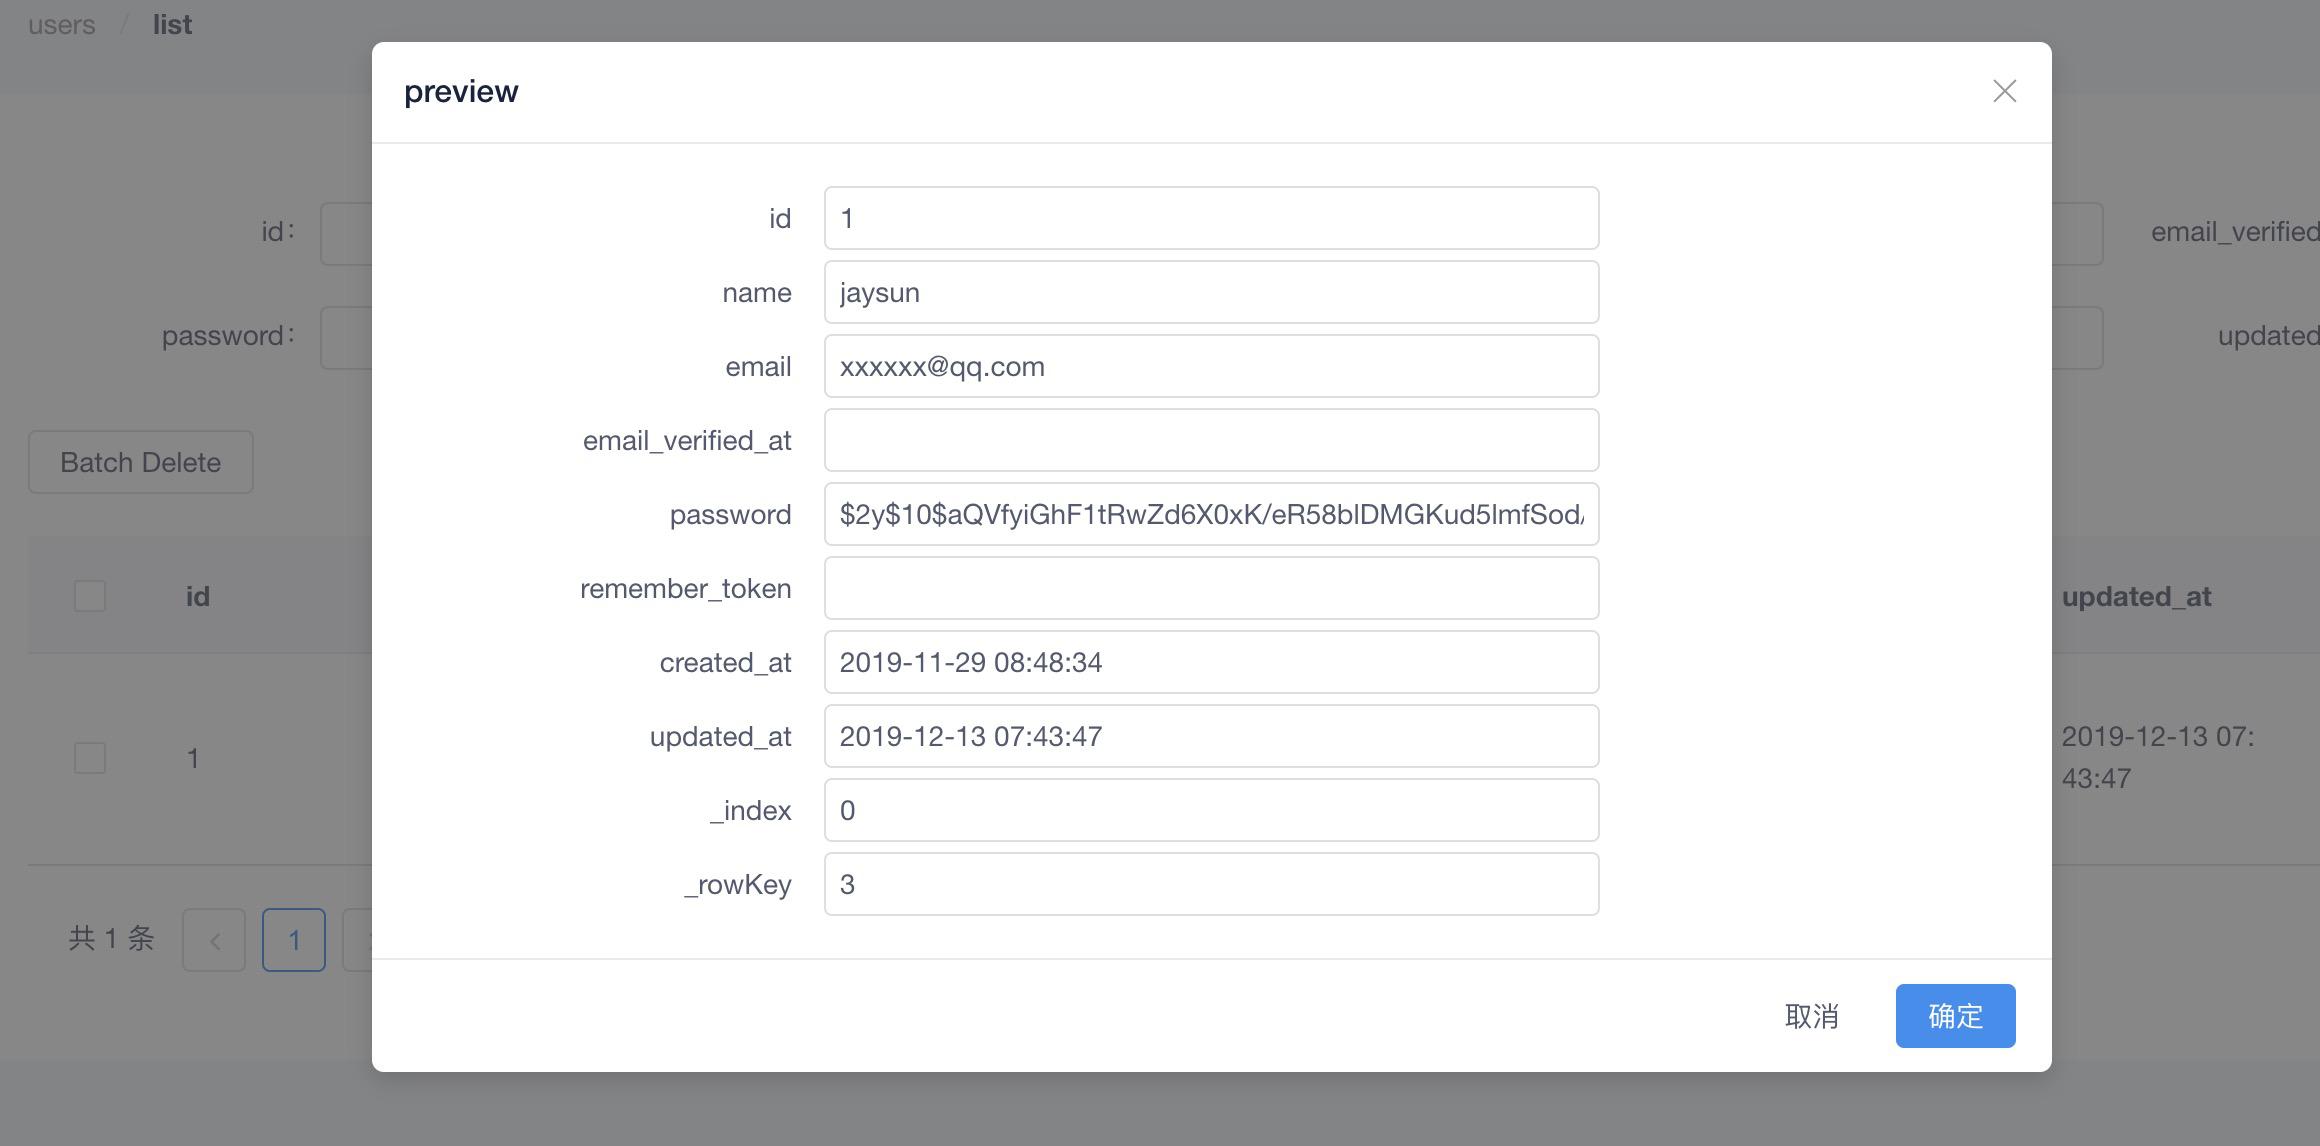 users / list
preview
id: email_verified
password: updated
Batch Delete
id 1
name jaysun
email xxxxxx@qq.com
email_verified_at
password $2y$10$aQVfyiGhF1tRwZd6X0xK/eR58blDMGKud5lmfSod/
remember_token
created_at 2019-11-29 08:48:34
updated_at 2019-12-13 07:43:47
_index 0
_rowKey 3
id updated_at
1 2019-12-13 07:
43:47
共 1 条 1
取消 确定